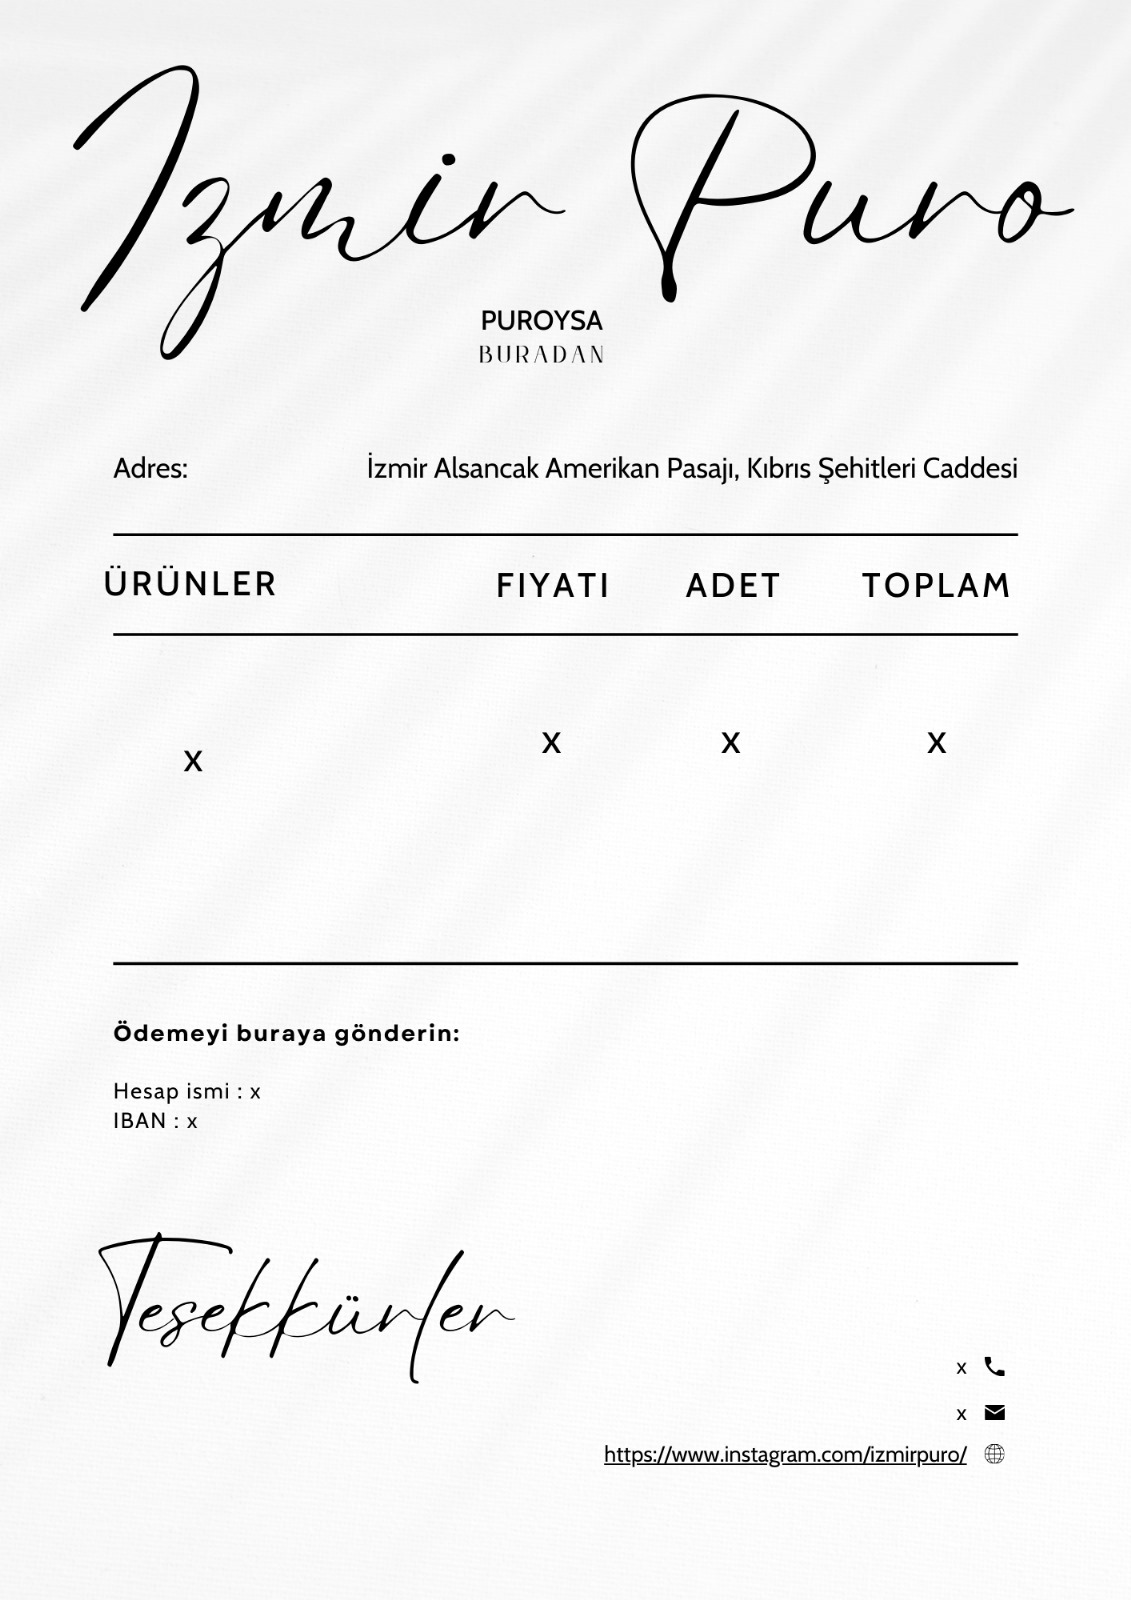 Izmir Puro
PUROYSA
BURADAN
Adres: İzmir Alsancak Amerikan Pasajı, Kıbrıs Şehitleri Caddesi
ÜRÜNLER FIYATI ADET TOPLAM
x x x x
Ödemeyi buraya gönderin:
Hesap ismi : x
IBAN : x
Tesekkürler
x
x
https://www.instagram.com/izmirpuro/